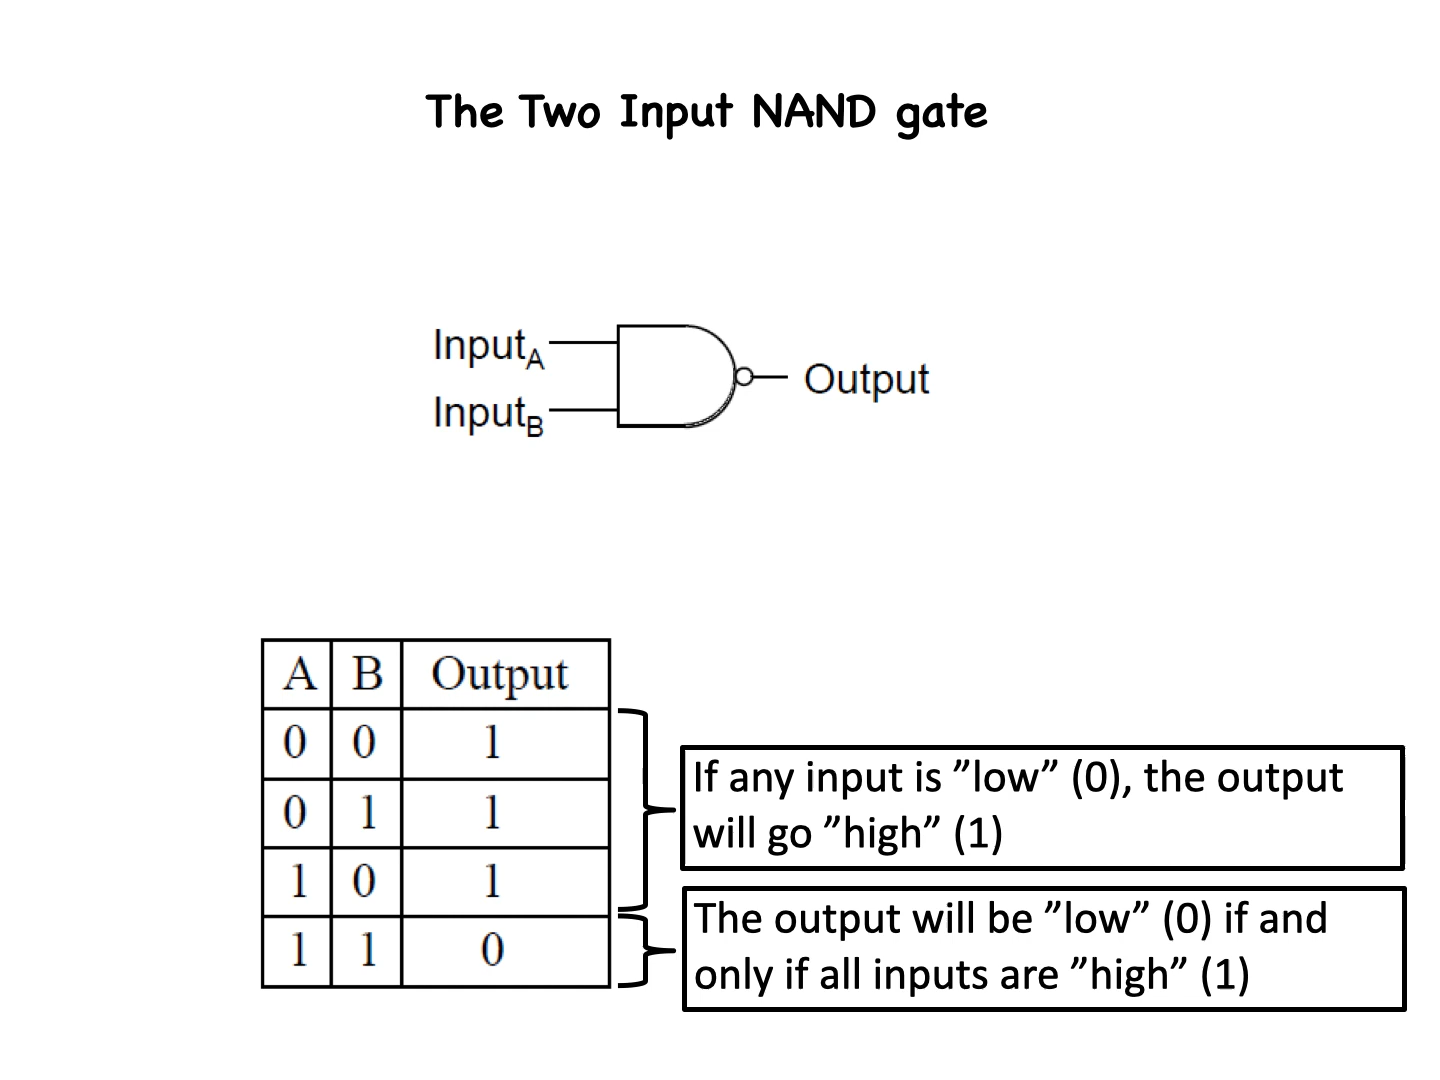 The Two Input NAND gate
InputA
InputB
Output
A B Output
0 0 1
0 1 1
1 0 1
1 1 0
If any input is ”low” (0), the output
will go ”high” (1)
The output will be ”low” (0) if and
only if all inputs are ”high” (1)